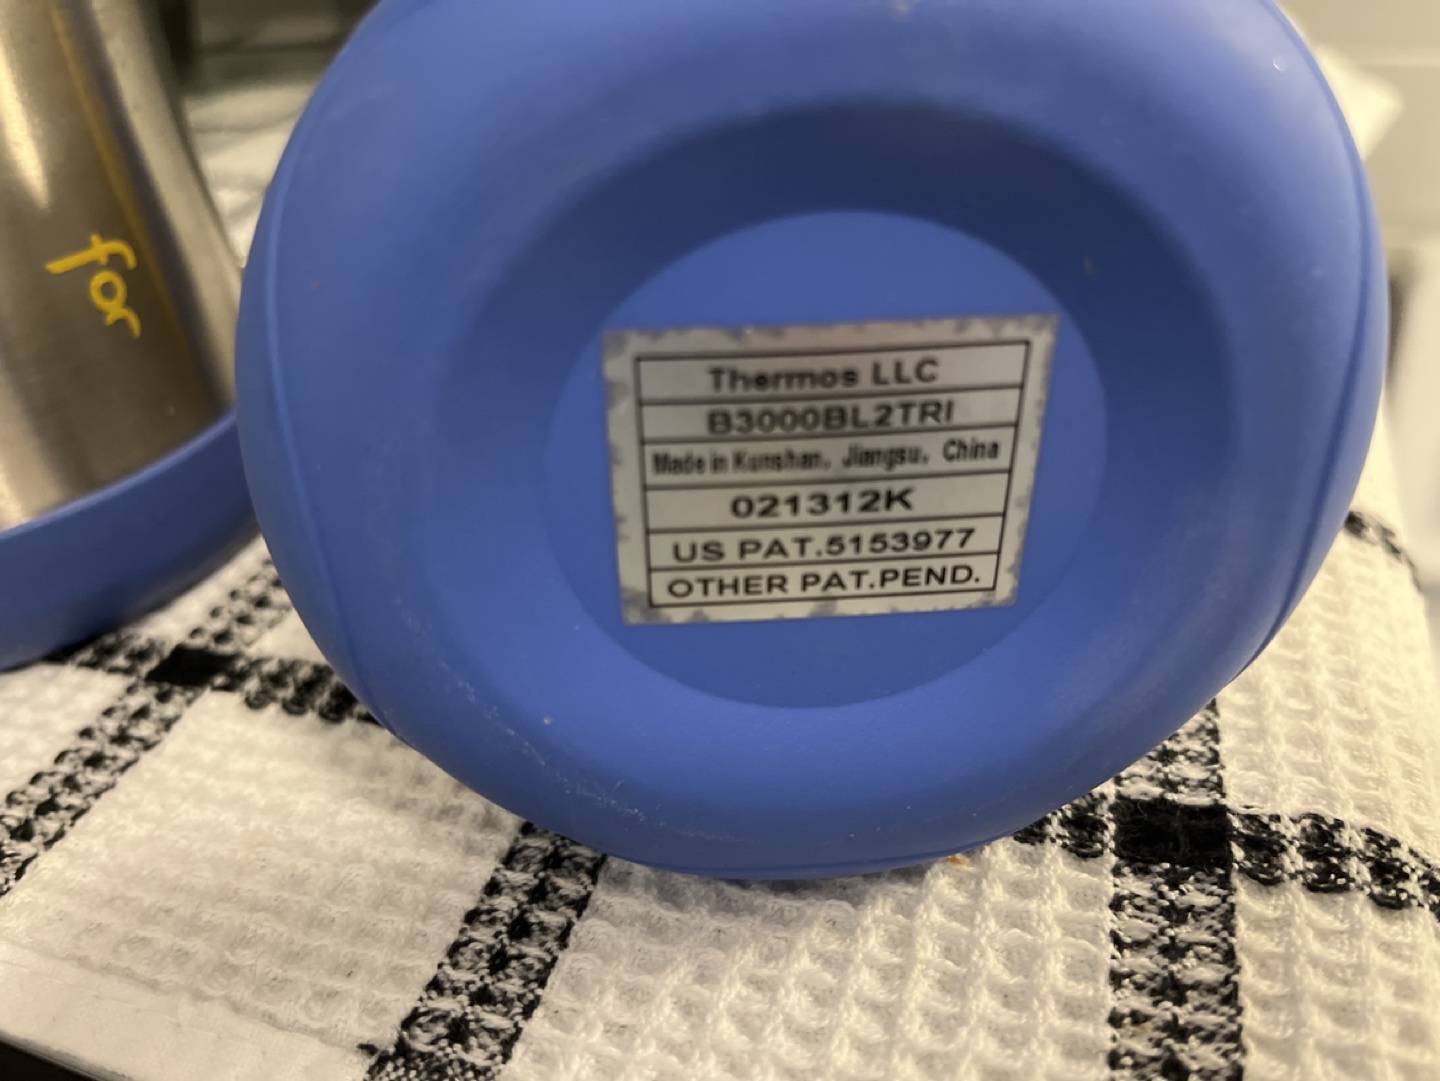 for
Thermos LLC
B3000BL2TRI
Made in Kunshan, Jiangsu, China
021312K
US PAT.5153977
OTHER PAT.PEND.